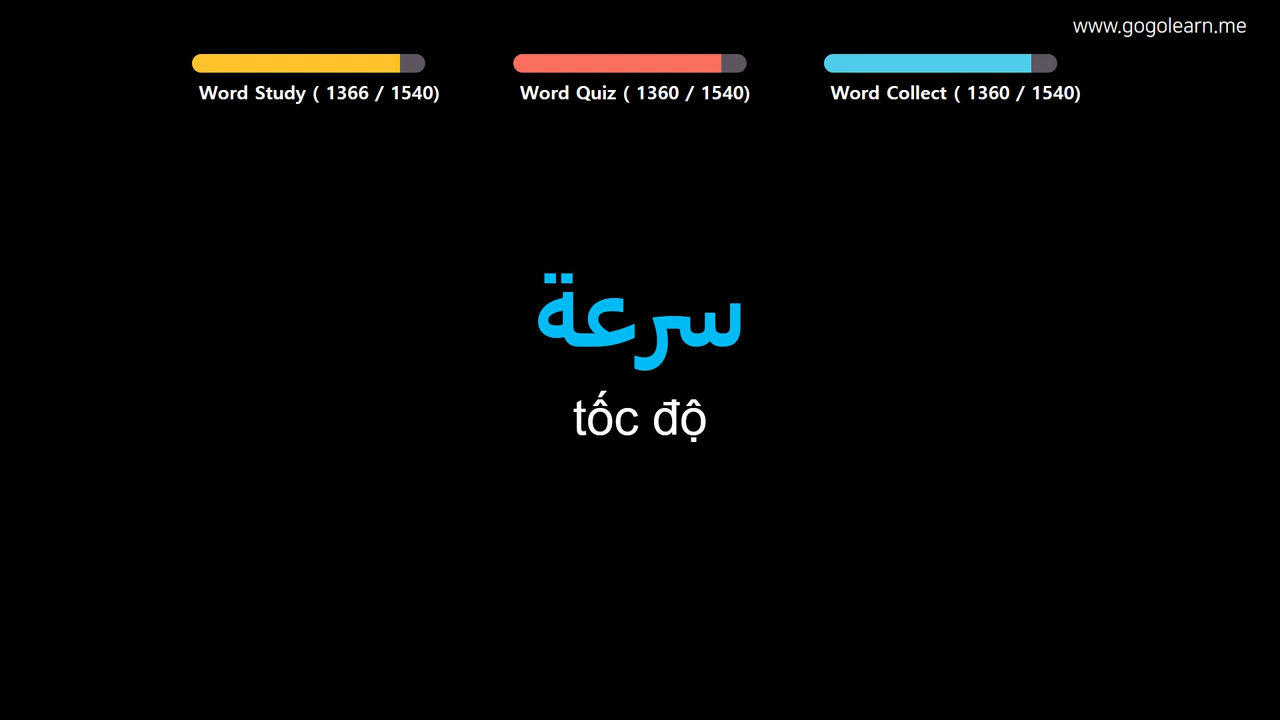 www.gogolearn.me
Word Study ( 1366 / 1540)
Word Quiz ( 1360 / 1540)
Word Collect ( 1360 / 1540)
سرعة
tốc độ